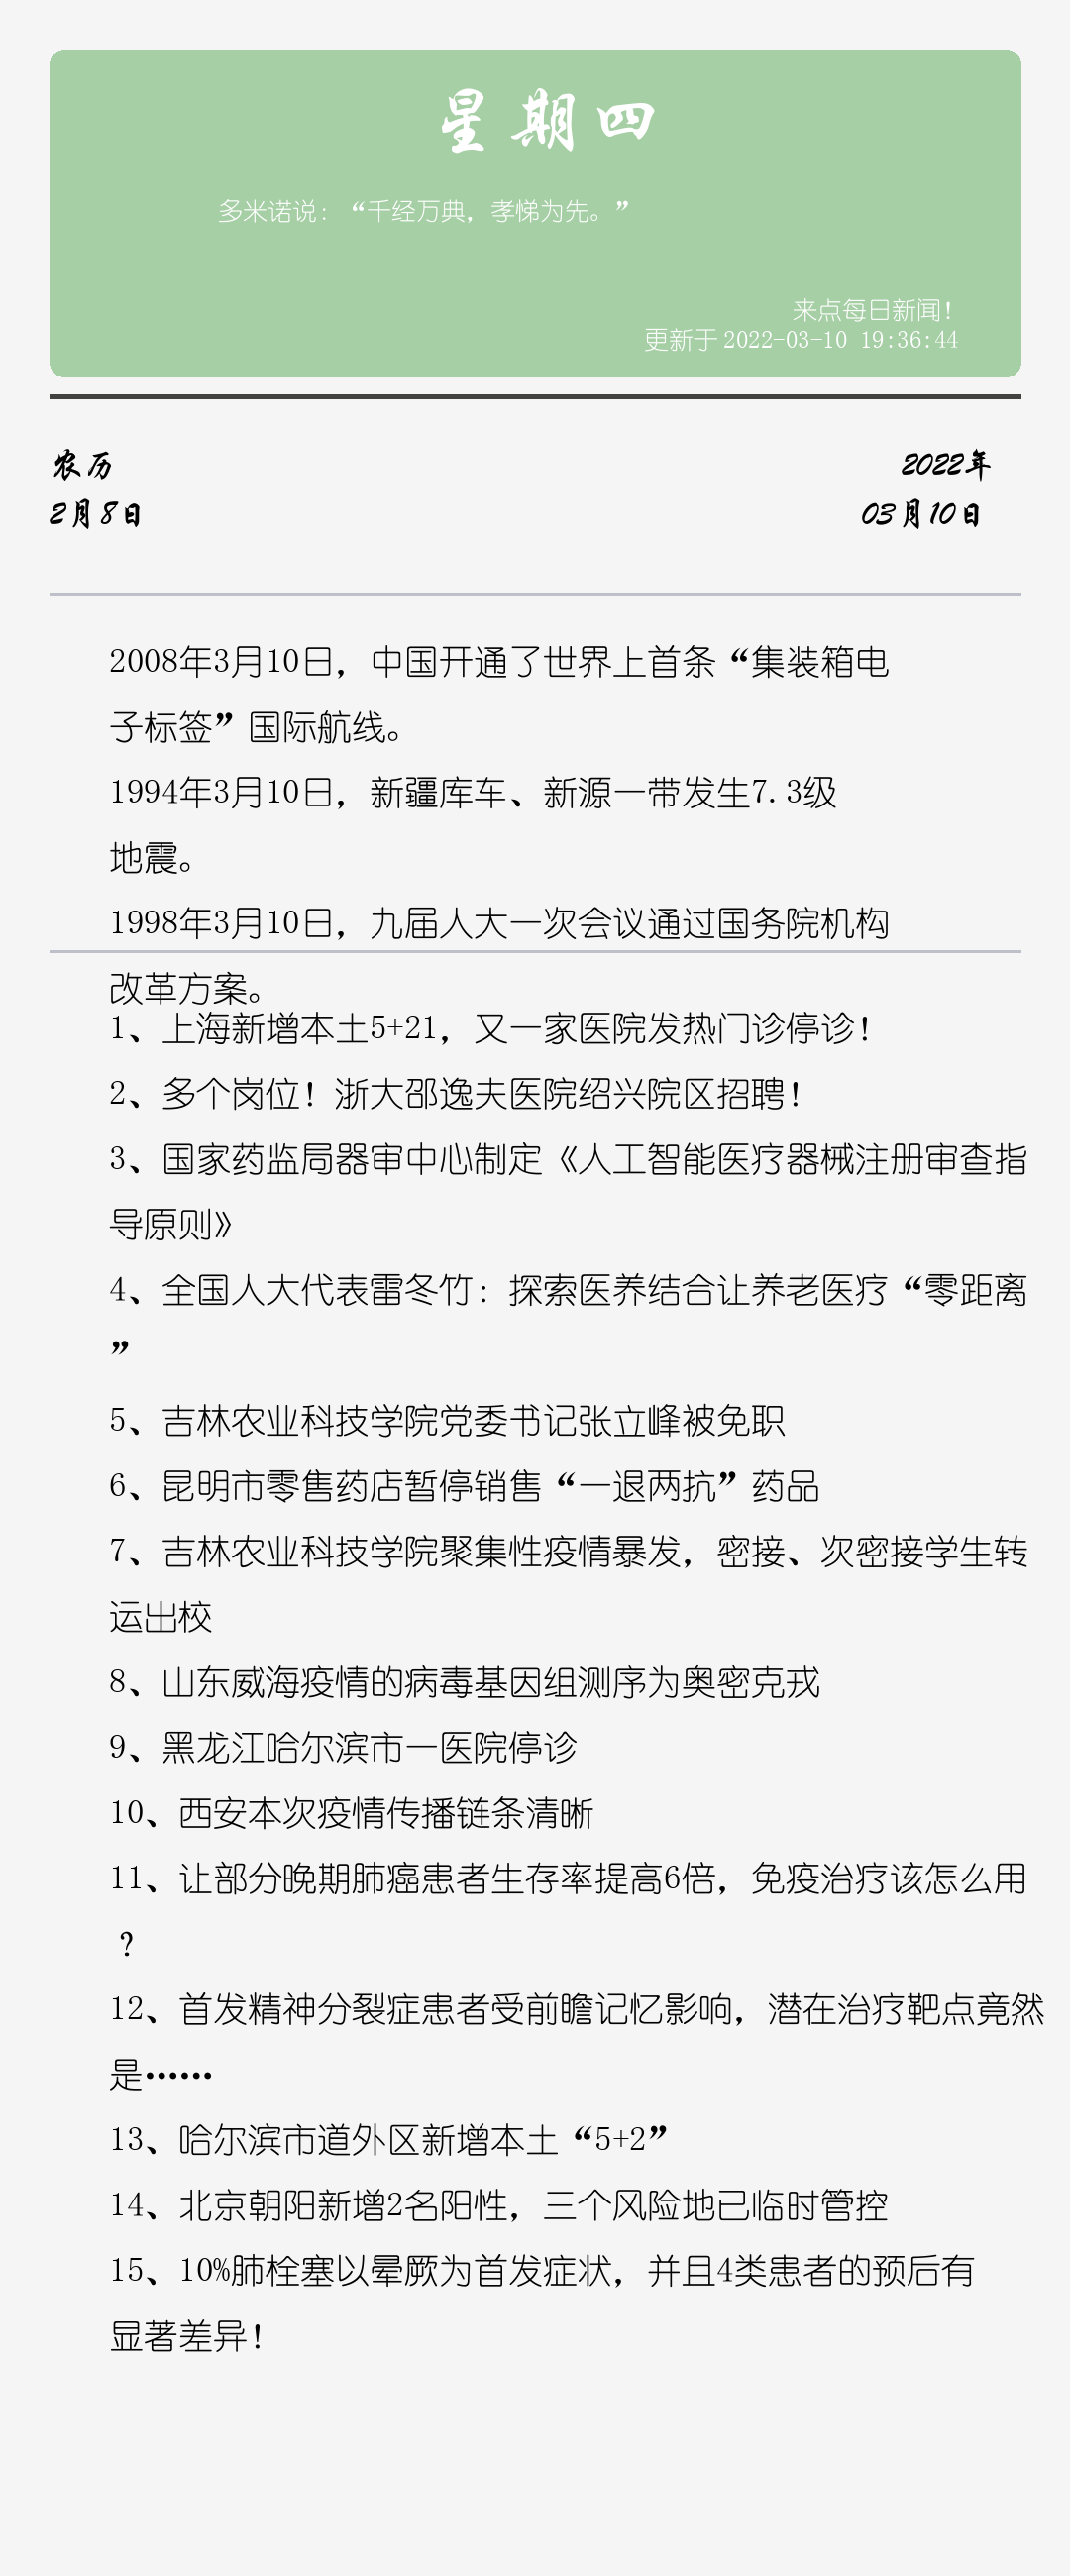 星期四
多米诺说：“千经万典，孝悌为先。”
来点每日新闻！
更新于2022-03-10 19:36:44
农历
2月8日
2022年
03月10日
2008年3月10日，中国开通了世界上首条“集装箱电
子标签”国际航线。
1994年3月10日，新疆库车、新源一带发生7.3级
地震。
1998年3月10日，九届人大一次会议通过国务院机构
改革方案。
1、上海新增本土5+21，又一家医院发热门诊停诊！
2、多个岗位！浙大邵逸夫医院绍兴院区招聘！
3、国家药监局器审中心制定《人工智能医疗器械注册审查指
导原则》
4、全国人大代表雷冬竹：探索医养结合让养老医疗“零距离
”
5、吉林农业科技学院党委书记张立峰被免职
6、昆明市零售药店暂停销售“一退两抗”药品
7、吉林农业科技学院聚集性疫情暴发，密接、次密接学生转
运出校
8、山东威海疫情的病毒基因组测序为奥密克戎
9、黑龙江哈尔滨市一医院停诊
10、西安本次疫情传播链条清晰
11、让部分晚期肺癌患者生存率提高6倍，免疫治疗该怎么用
？
12、首发精神分裂症患者受前瞻记忆影响，潜在治疗靶点竟然
是……
13、哈尔滨市道外区新增本土“5+2”
14、北京朝阳新增2名阳性，三个风险地已临时管控
15、10%肺栓塞以晕厥为首发症状，并且4类患者的预后有
显著差异！